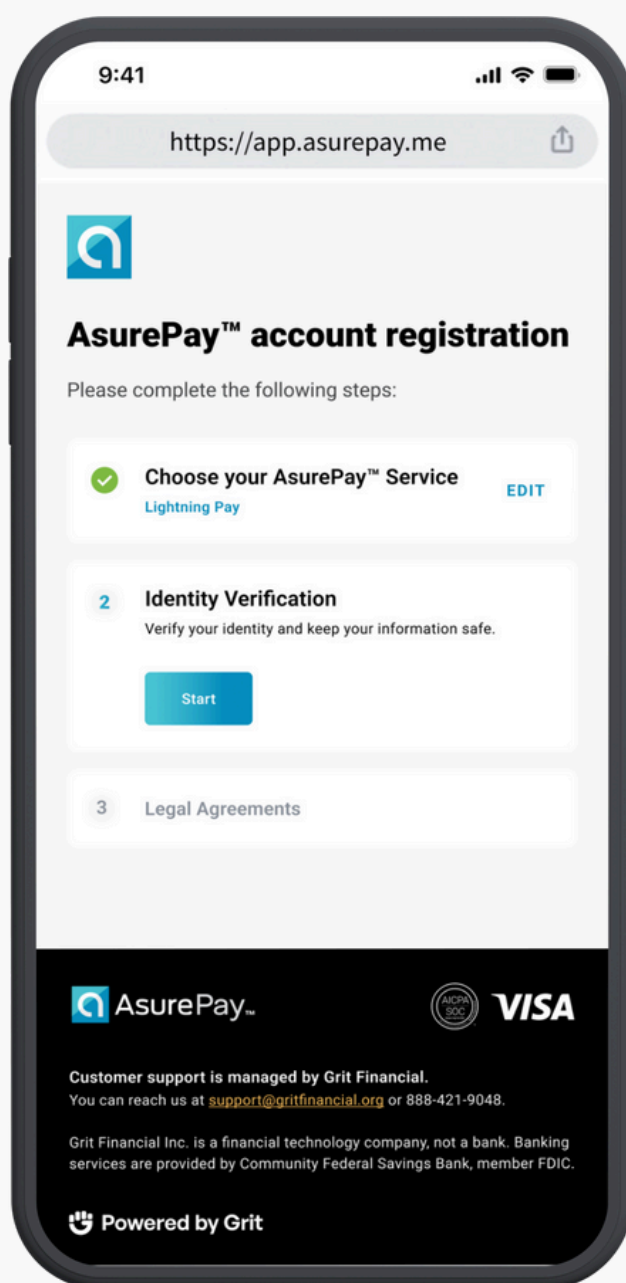 9:41
https://app.asurepay.me
AsurePay™ account registration
Please complete the following steps:
Choose your AsurePay™ Service
Lightning Pay
EDIT
2
Identity Verification
Verify your identity and keep your information safe.
Start
3
Legal Agreements
AsurePay™
AICPA
SOC
VISA
Customer support is managed by Grit Financial.
You can reach us at support@gritfinancial.org or 888-421-9048.
Grit Financial Inc. is a financial technology company, not a bank. Banking
services are provided by Community Federal Savings Bank, member FDIC.
Powered by Grit